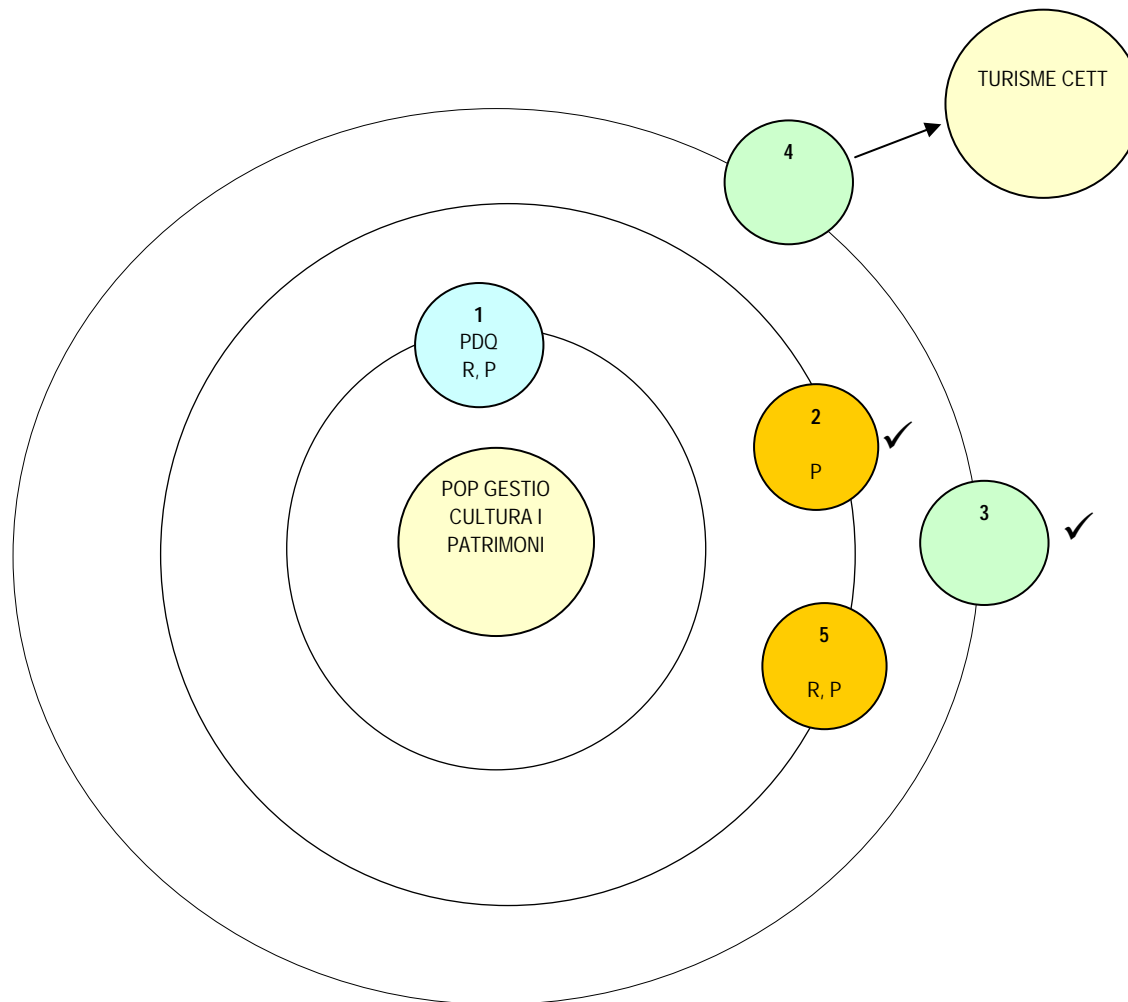 TURISME CETT
4
1
PDQ
R, P
2
P
POP GESTIO
CULTURA I
PATRIMONI
3
5
R, P